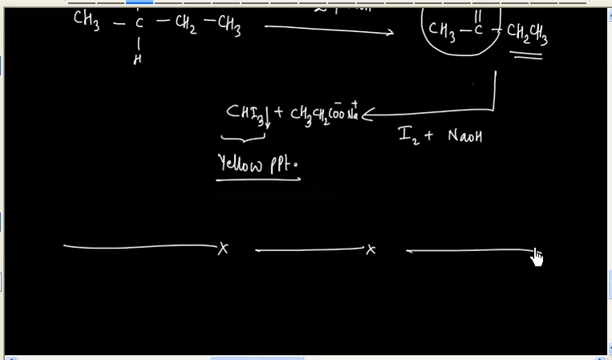 CH₃ — C — CH₂ — CH₃
H
O
CH₃ — C — CH₂CH₃
CHI₃↓ + CH₃CH₂COO⁻Na⁺
I₂ + NaOH
Yellow ppt.
x x